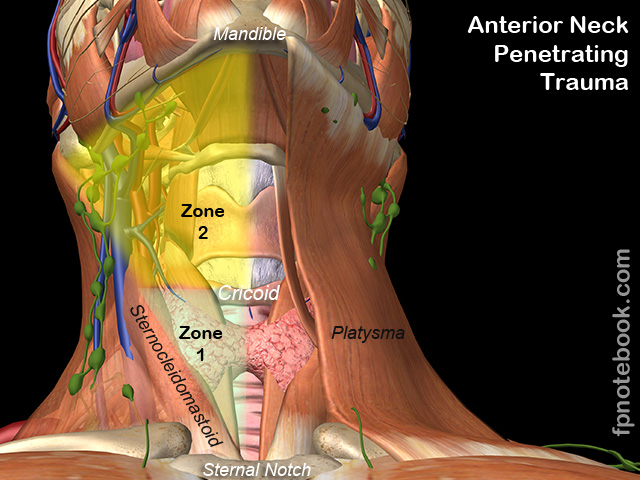 Anterior Neck
Penetrating
Trauma
Mandible
Zone
2
Cricoid
Zone
1
Sternocleidomastoid
Platysma
Sternal Notch
fpnotebook.com